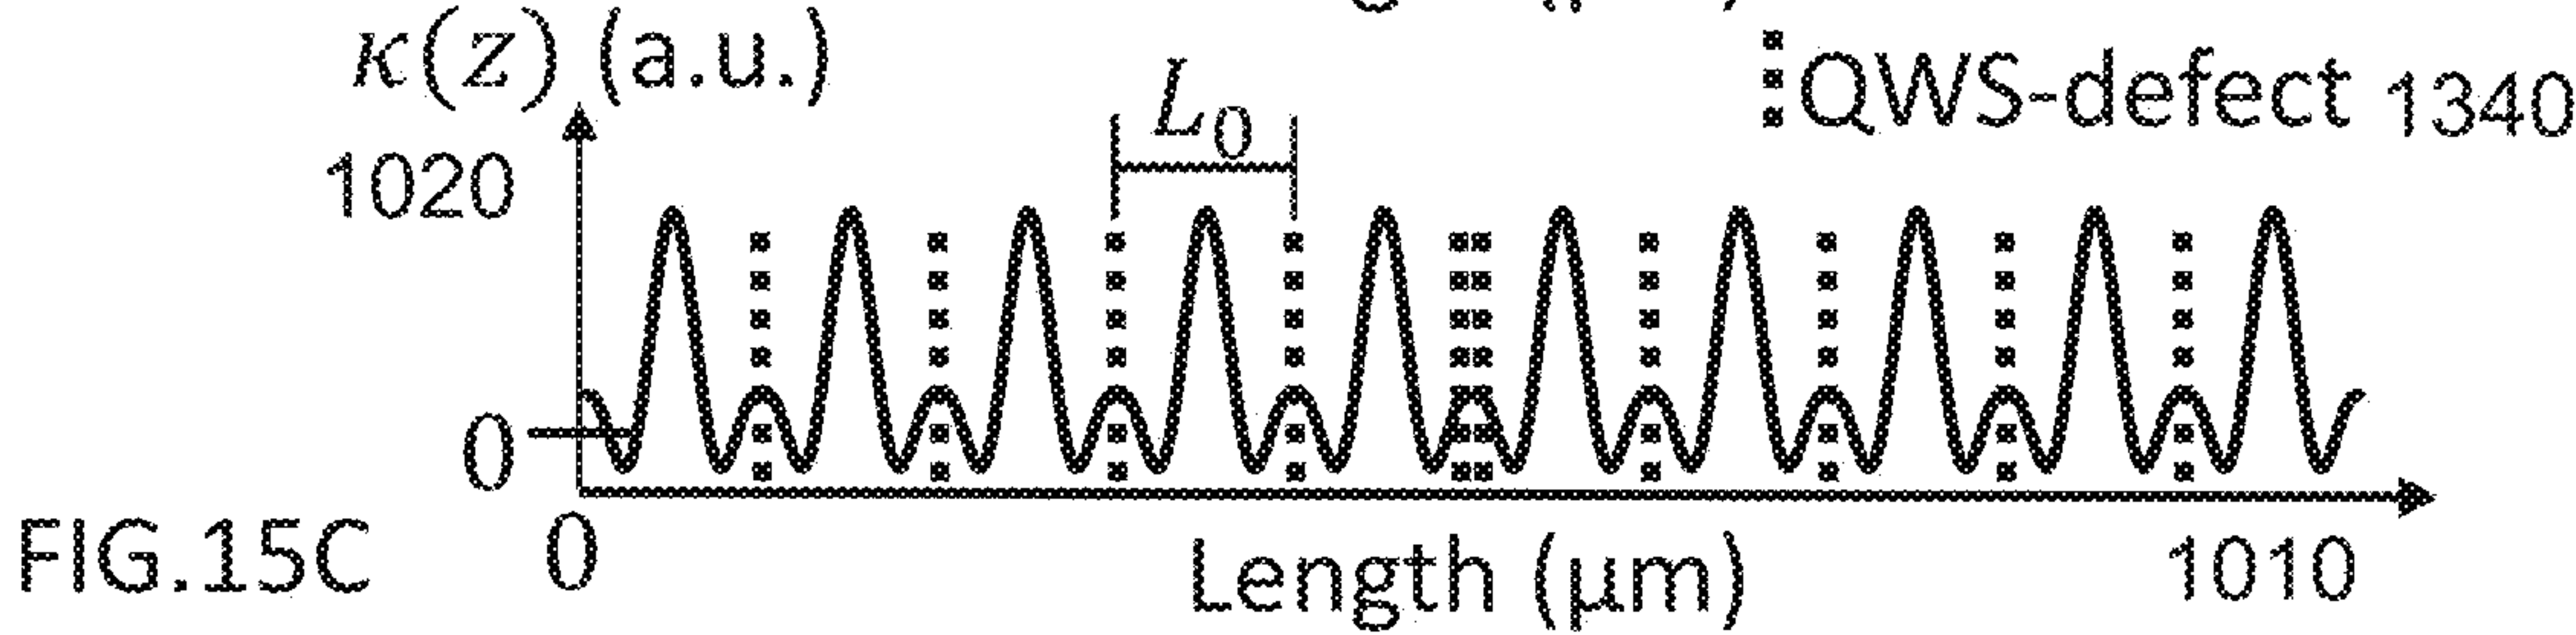 κ(z) (a.u.)
L0
QWS-defect 1340
1020
0
FIG.15C
0
Length (μm)
1010